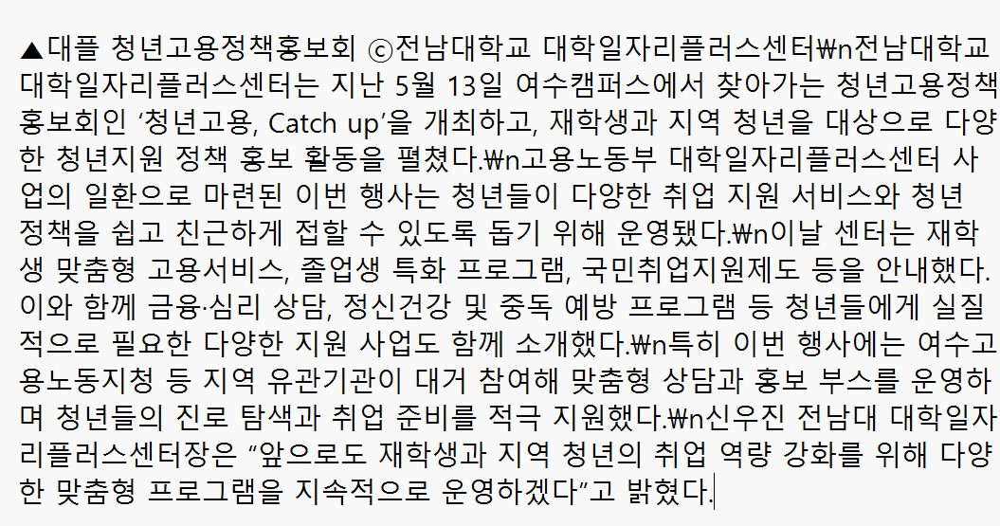 ▲대플 청년고용정책홍보회 ⓒ전남대학교 대학일자리플러스센터₩n전남대학교
대학일자리플러스센터는 지난 5월 13일 여수캠퍼스에서 찾아가는 청년고용정책
홍보회인 ‘청년고용, Catch up’을 개최하고, 재학생과 지역 청년을 대상으로 다양
한 청년지원 정책 홍보 활동을 펼쳤다.₩n고용노동부 대학일자리플러스센터 사
업의 일환으로 마련된 이번 행사는 청년들이 다양한 취업 지원 서비스와 청년
정책을 쉽고 친근하게 접할 수 있도록 돕기 위해 운영됐다.₩n이날 센터는 재학
생 맞춤형 고용서비스, 졸업생 특화 프로그램, 국민취업지원제도 등을 안내했다.
이와 함께 금융·심리 상담, 정신건강 및 중독 예방 프로그램 등 청년들에게 실질
적으로 필요한 다양한 지원 사업도 함께 소개했다.₩n특히 이번 행사에는 여수고
용노동지청 등 지역 유관기관이 대거 참여해 맞춤형 상담과 홍보 부스를 운영하
며 청년들의 진로 탐색과 취업 준비를 적극 지원했다.₩n신우진 전남대 대학일자
리플러스센터장은 “앞으로도 재학생과 지역 청년의 취업 역량 강화를 위해 다양
한 맞춤형 프로그램을 지속적으로 운영하겠다”고 밝혔다.